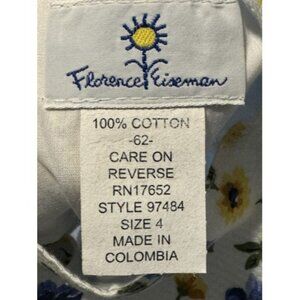 Florence Eiseman
100% COTTON
-62-
CARE ON
REVERSE
RN17652
STYLE 97484
SIZE 4
MADE IN
COLOMBIA